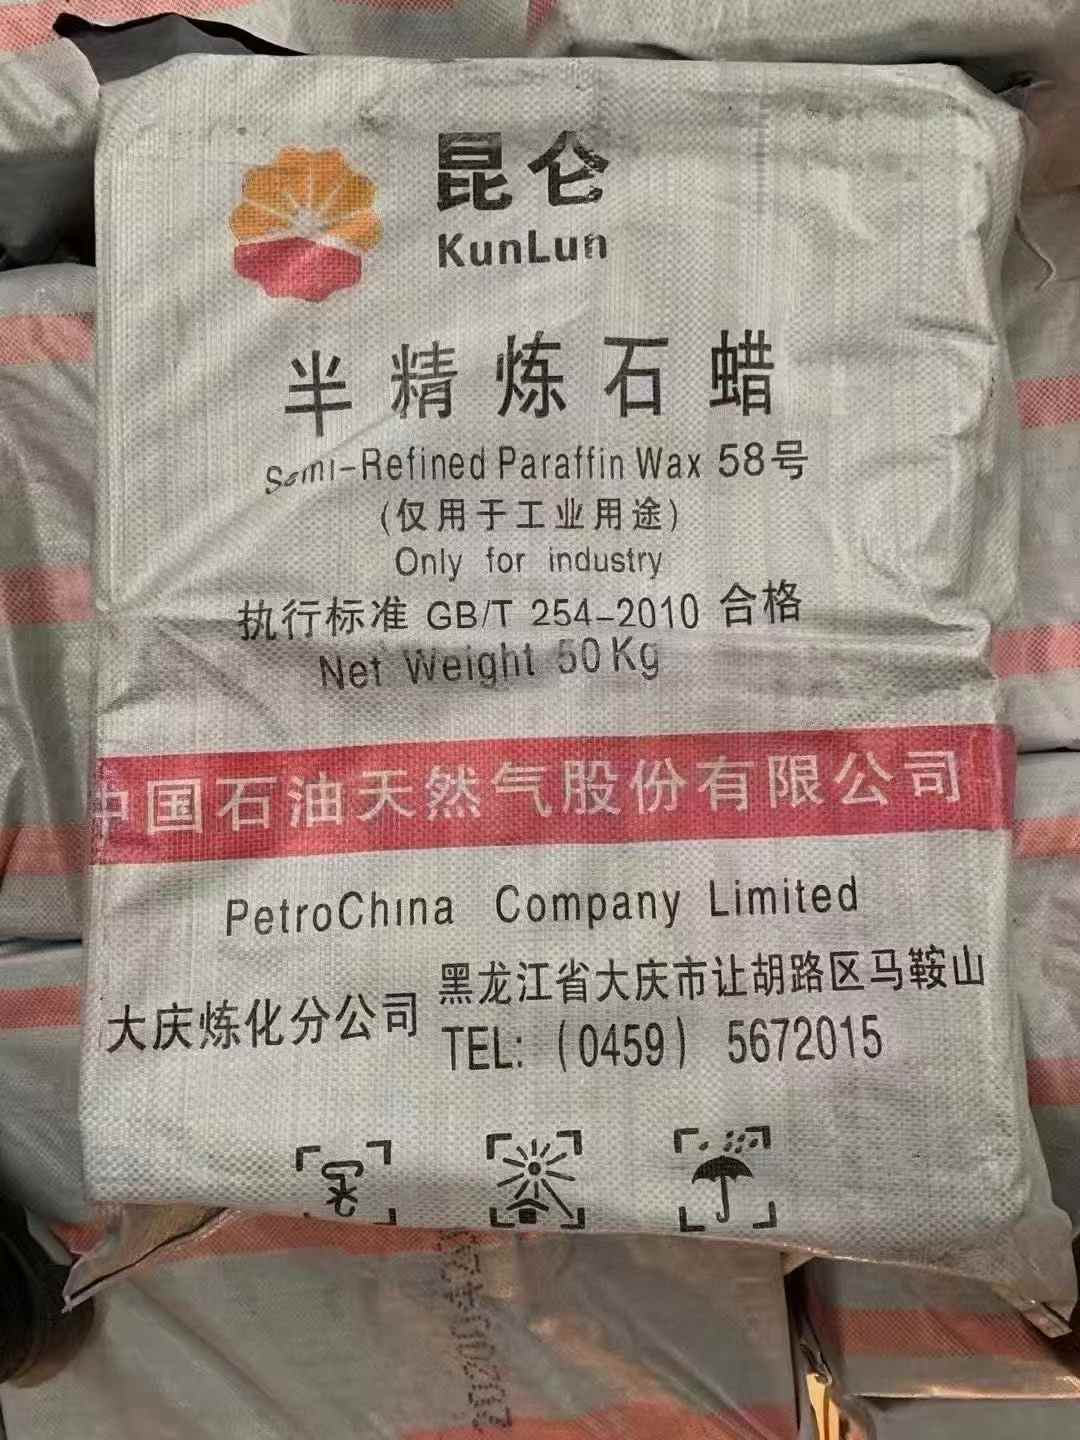 昆仑
KunLun
半精炼石蜡
Semi-Refined Paraffin Wax 58号
(仅用于工业用途)
Only for industry
执行标准 GB/T 254-2010 合格
Net Weight 50Kg
中国石油天然气股份有限公司
PetroChina Company Limited
大庆炼化分公司
黑龙江省大庆市让胡路区马鞍山
TEL: (0459) 5672015